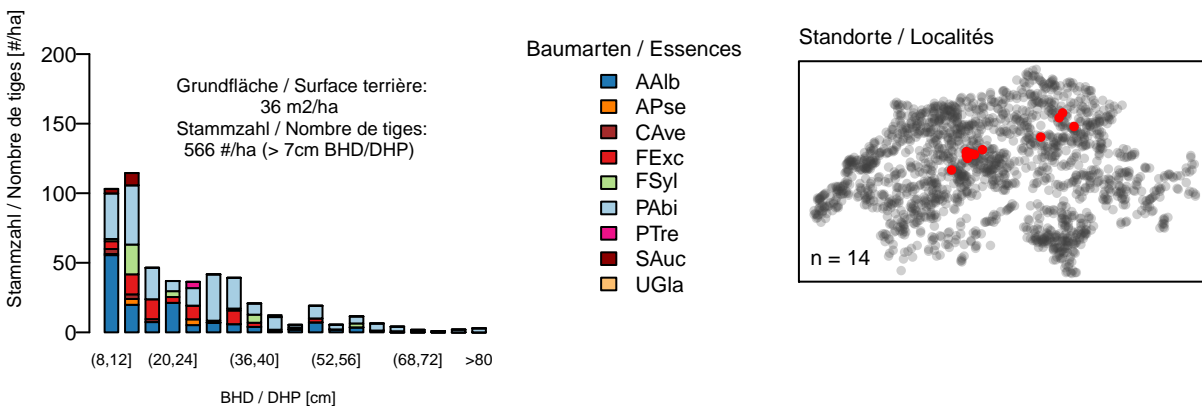 Stammzahl / Nombre de tiges [#/ha]
200
150
100
50
0
Grundfläche / Surface terrière:
36 m2/ha
Stammzahl / Nombre de tiges:
566 #/ha (> 7cm BHD/DHP)
(8,12]
(20,24]
(36,40]
(52,56]
(68,72]
>80
BHD / DHP [cm]
Baumarten / Essences
AAlb
APse
CAve
FExc
FSyl
PAbi
PTre
SAuc
UGla
Standorte / Localités
n = 14